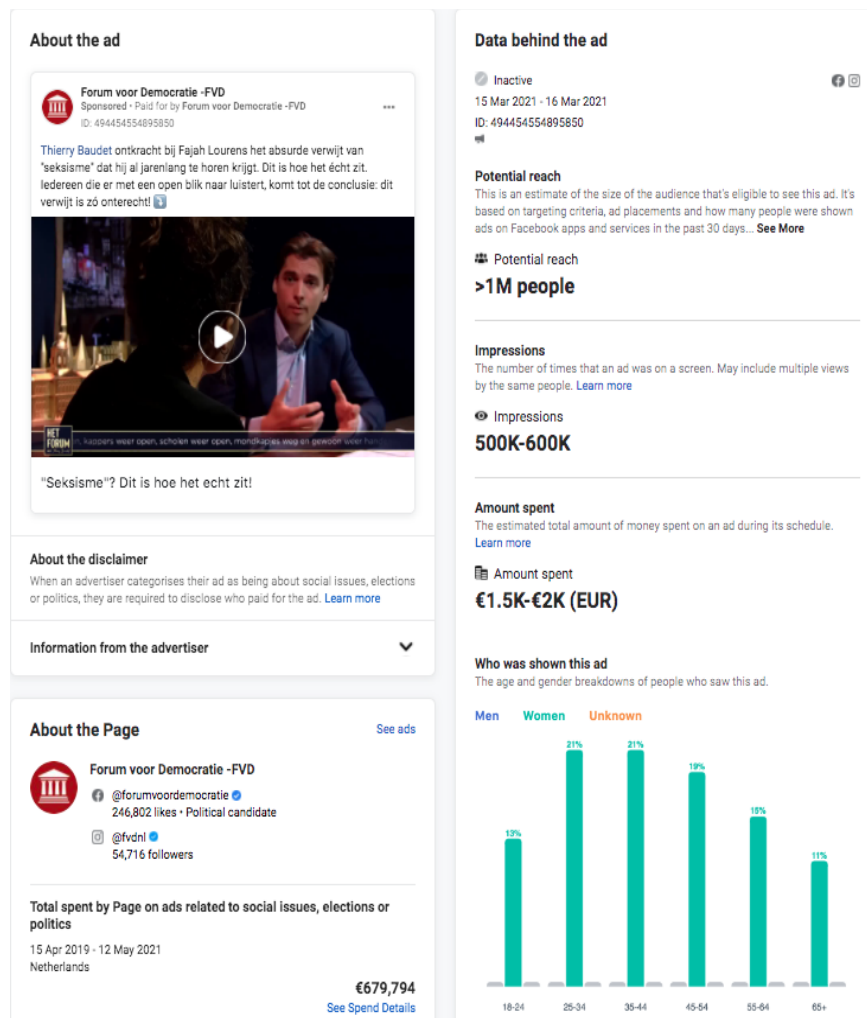 About the ad
Forum voor Democratie -FVD
Sponsored • Paid for by Forum voor Democratie -FVD
ID: 494454554895850
Thierry Baudet ontkracht bij Fajah Lourens het absurde verwijt van
"seksisme" dat hij al jarenlang te horen krijgt. Dit is hoe het écht zit.
Iedereen die er met een open blik naar luistert, komt tot de conclusie: dit
verwijt is zó onterecht! ⤵️
HET
FORUM
n, kappers weer open, scholen weer open, mondkapjes weg en gewoon weer
"Seksisme"? Dit is hoe het echt zit!
About the disclaimer
When an advertiser categorises their ad as being about social issues, elections
or politics, they are required to disclose who paid for the ad. Learn more
Information from the advertiser
About the Page
See ads
Forum voor Democratie -FVD
@forumvoordemocratie
246,802 likes • Political candidate
@fvdnl
54,716 followers
Total spent by Page on ads related to social issues, elections or
politics
15 Apr 2019 - 12 May 2021
Netherlands
€679,794
See Spend Details
Data behind the ad
Inactive
15 Mar 2021 - 16 Mar 2021
ID: 494454554895850
Potential reach
This is an estimate of the size of the audience that's eligible to see this ad. It's
based on targeting criteria, ad placements and how many people were shown
ads on Facebook apps and services in the past 30 days... See More
Potential reach
>1M people
Impressions
The number of times that an ad was on a screen. May include multiple views
by the same people. Learn more
Impressions
500K-600K
Amount spent
The estimated total amount of money spent on an ad during its schedule.
Learn more
Amount spent
€1.5K-€2K (EUR)
Who was shown this ad
The age and gender breakdowns of people who saw this ad.
Men Women Unknown
13% 21% 21% 19% 15% 11%
18-24 25-34 35-44 45-54 55-64 65+